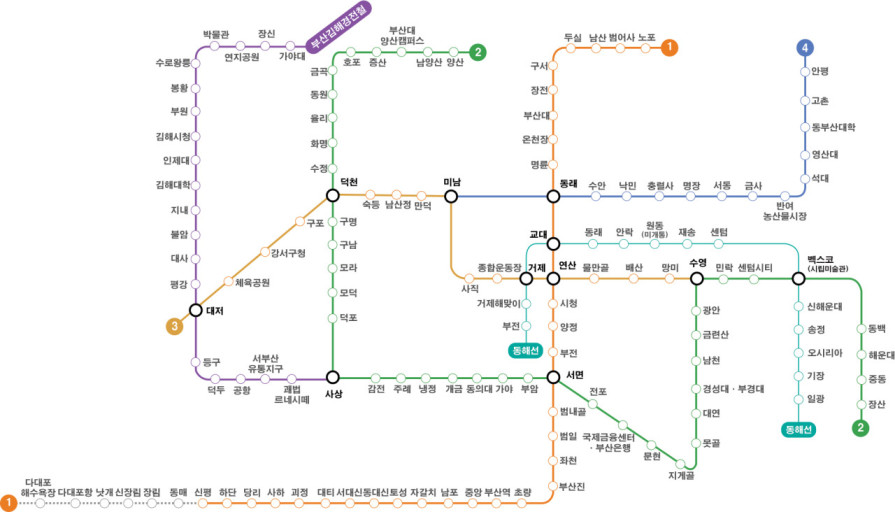 부산김해경전철
박물관
장신
연지공원
가야대
수로왕릉
봉황
부원
김해시청
인제대
김해대학
지내
불암
대사
평강
대저
3
등구
덕두
공항
서부산
유통지구
괘법
르네시떼
사상
2
부산대
양산캠퍼스
호포
증산
남양산
양산
금곡
동원
율리
화명
수정
덕천
숙등
남산정
만덕
미남
구포
강서구청
체육공원
구명
구남
모라
모덕
덕포
1
두실
남산
범어사
노포
구서
장전
부산대
온천장
명륜
동래
수안
낙민
충렬사
명장
서동
금사
반여
농산물시장
4
안평
고촌
동부산대학
영산대
석대
교대
동래
안락
원동
(미개통)
재송
센텀
벡스코
(시립미술관)
종합운동장
사직
거제
연산
물만골
배산
망미
수영
민락
센텀시티
거제해맞이
부전
동해선
시청
양정
부전
서면
광안
금련산
남천
경성대 · 부경대
대연
못골
지게골
문현
국제금융센터
· 부산은행
전포
신해운대
송정
오시리아
기장
일광
동해선
동백
해운대
중동
장산
2
감전
주례
냉정
개금
동의대
가야
부암
범내골
범일
좌천
부산진
1
다대포
해수욕장
다대포항
낫개
신장림
장림
동매
신평
하단
당리
사하
괴정
대티
서대신
동대신
토성
자갈치
남포
중앙
부산역
초량